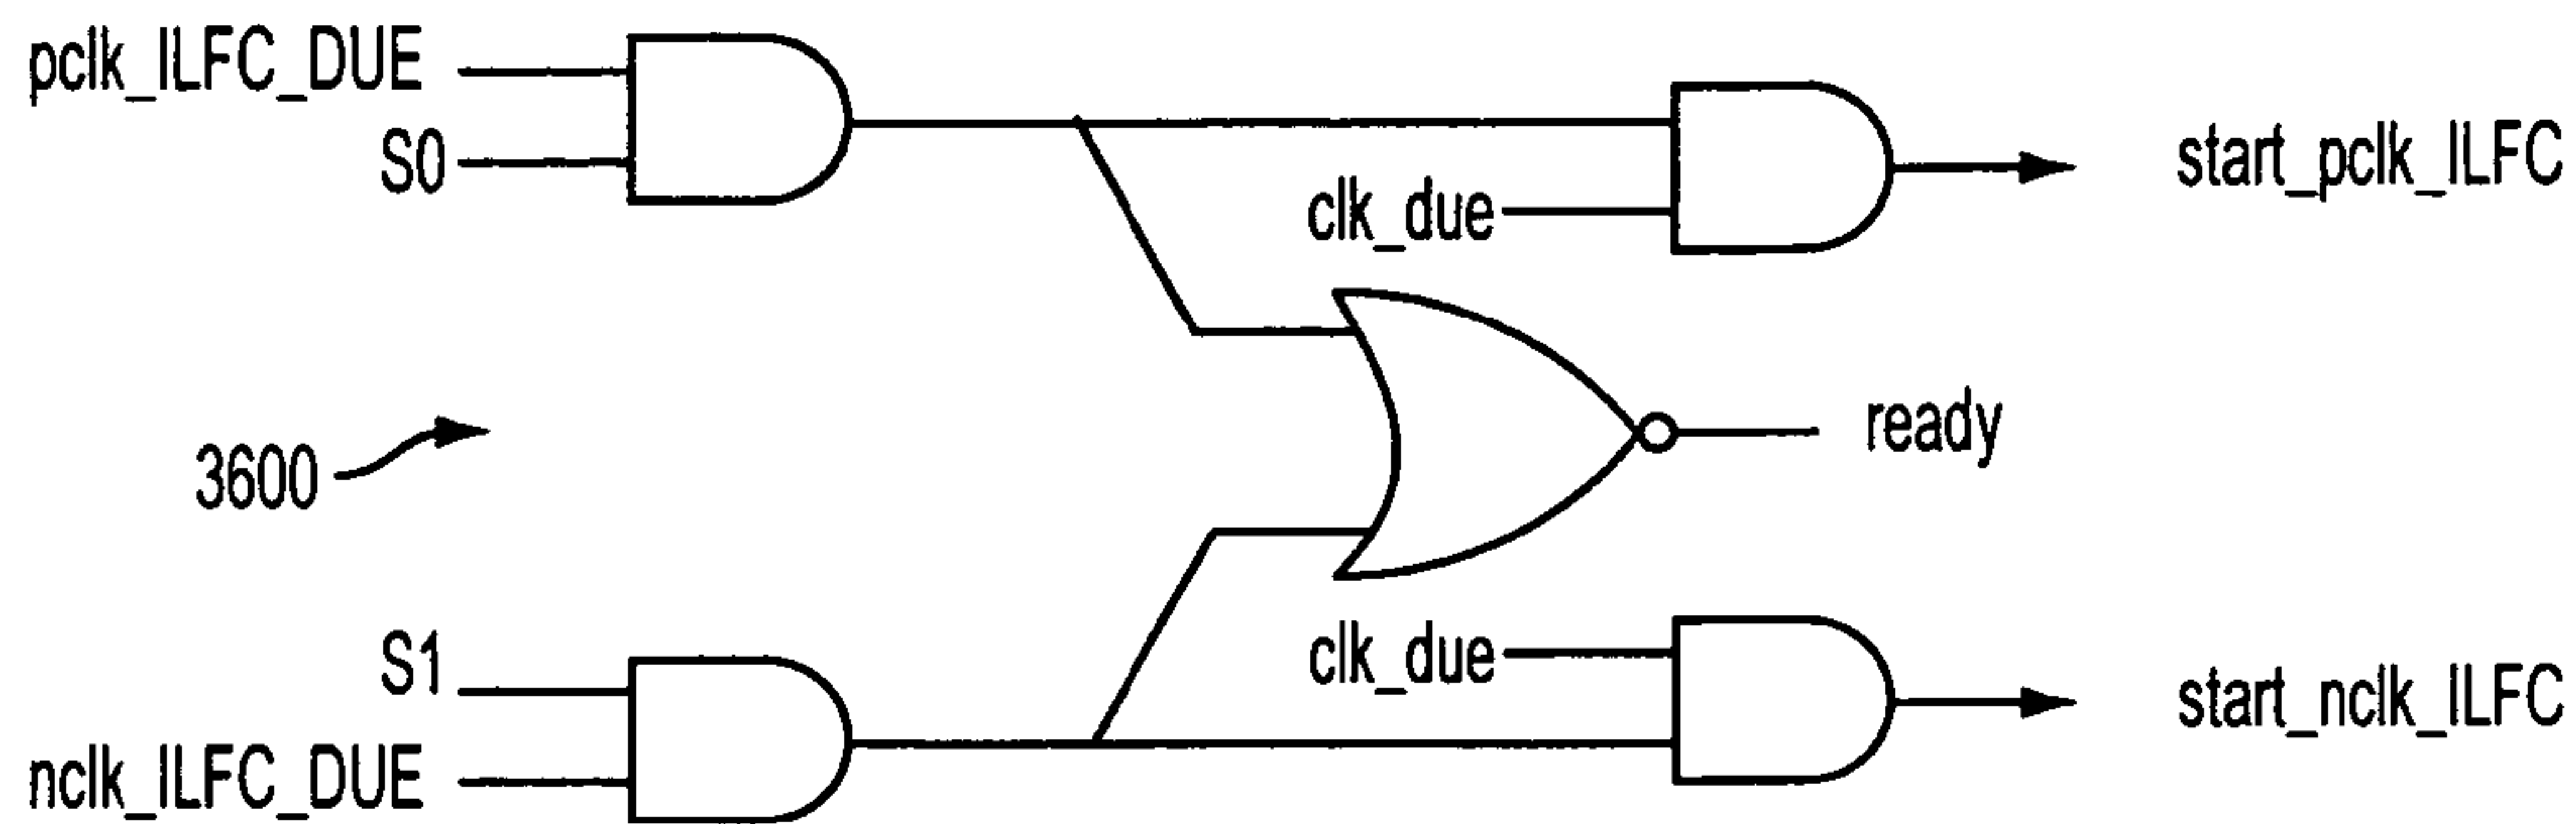 pclk_ILFC_DUE
S0
clk_due
start_pclk_ILFC
ready
3600
S1
clk_due
nclk_ILFC_DUE
start_nclk_ILFC